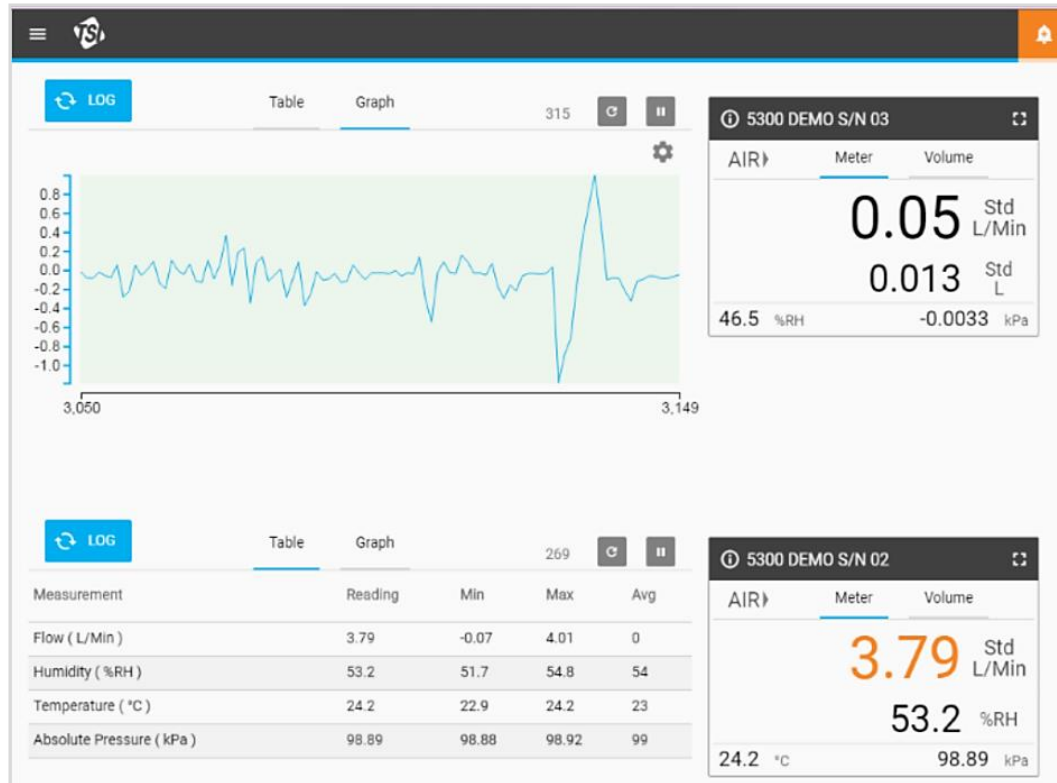 TSI
LOG Table Graph 315
0.8
0.6
0.4
0.2
0.0
-0.2
-0.4
-0.6
-0.8
-1.0
3,050 3,149
5300 DEMO S/N 03
AIR Meter Volume
0.05 Std L/Min
0.013 Std L
46.5 %RH -0.0033 kPa
LOG Table Graph 269
Measurement Reading Min Max Avg
Flow ( L/Min ) 3.79 -0.07 4.01 0
Humidity ( %RH ) 53.2 51.7 54.8 54
Temperature ( °C ) 24.2 22.9 24.2 23
Absolute Pressure ( kPa ) 98.89 98.88 98.92 99
5300 DEMO S/N 02
AIR Meter Volume
3.79 Std L/Min
53.2 %RH
24.2 °C 98.89 kPa